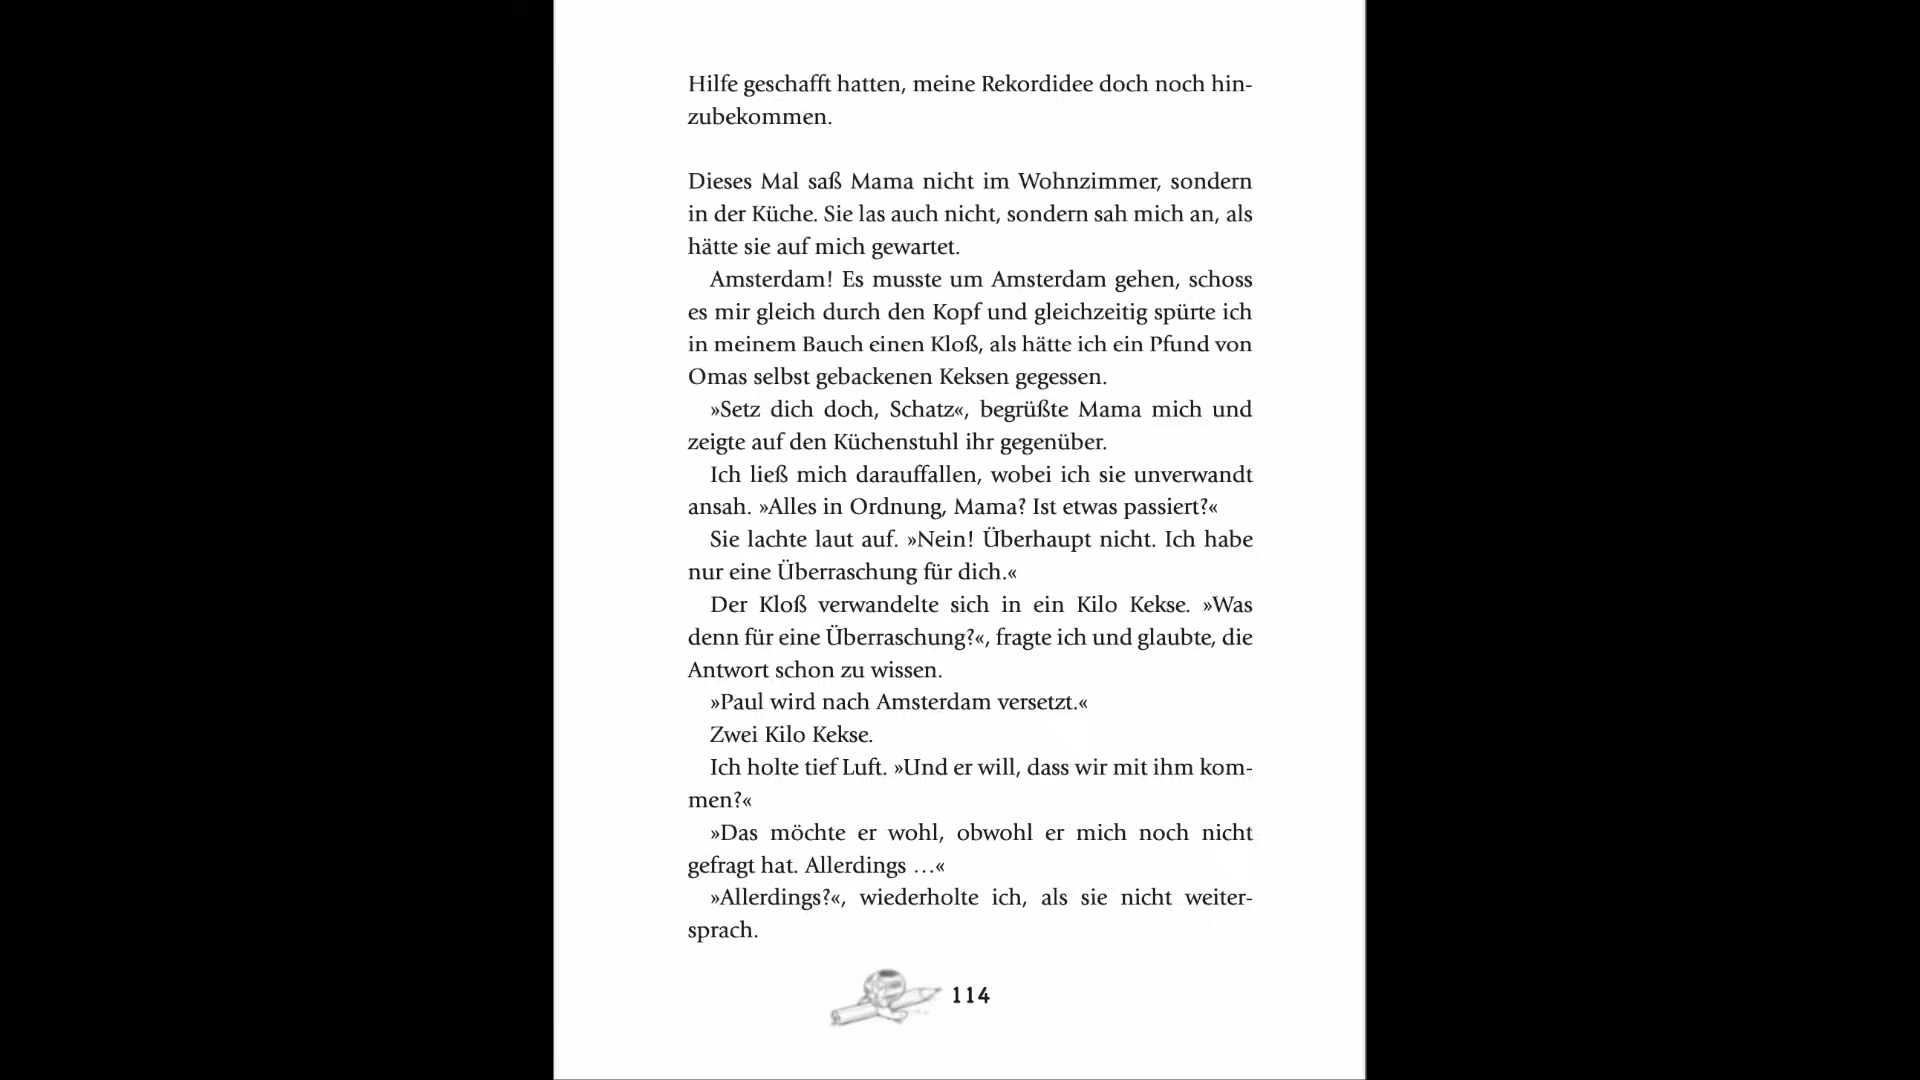 Hilfe geschafft hatten, meine Rekordidee doch noch hin-
zubekommen.
Dieses Mal saß Mama nicht im Wohnzimmer, sondern
in der Küche. Sie las auch nicht, sondern sah mich an, als
hätte sie auf mich gewartet.
Amsterdam! Es musste um Amsterdam gehen, schoss
es mir gleich durch den Kopf und gleichzeitig spürte ich
in meinem Bauch einen Kloß, als hätte ich ein Pfund von
Omas selbst gebackenen Keksen gegessen.
»Setz dich doch, Schatz«, begrüßte Mama mich und
zeigte auf den Küchenstuhl ihr gegenüber.
Ich ließ mich darauffallen, wobei ich sie unverwandt
ansah. »Alles in Ordnung, Mama? Ist etwas passiert?«
Sie lachte laut auf. »Nein! Überhaupt nicht. Ich habe
nur eine Überraschung für dich.«
Der Kloß verwandelte sich in ein Kilo Kekse. »Was
denn für eine Überraschung?«, fragte ich und glaubte, die
Antwort schon zu wissen.
»Paul wird nach Amsterdam versetzt.«
Zwei Kilo Kekse.
Ich holte tief Luft. »Und er will, dass wir mit ihm kom-
men?«
»Das möchte er wohl, obwohl er mich noch nicht
gefragt hat. Allerdings …«
»Allerdings?«, wiederholte ich, als sie nicht weiter-
sprach.
114